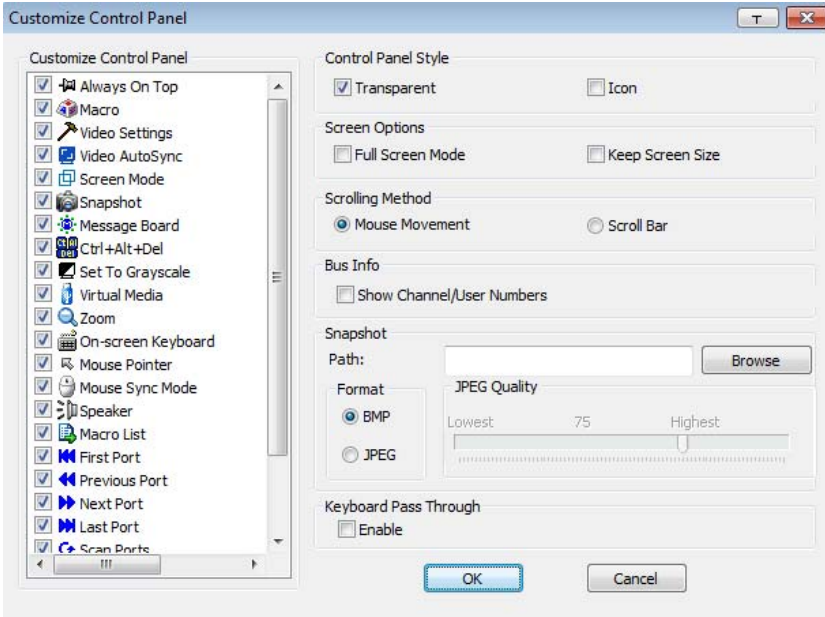 Customize Control Panel
T
Customize Control Panel
Always On Top
Macro
Video Settings
Video AutoSync
Screen Mode
Snapshot
Message Board
Ctrl+Alt+Del
Set To Grayscale
Virtual Media
Zoom
On-screen Keyboard
Mouse Pointer
Mouse Sync Mode
Speaker
Macro List
First Port
Previous Port
Next Port
Last Port
Scan Ports
Control Panel Style
Transparent Icon
Screen Options
Full Screen Mode Keep Screen Size
Scrolling Method
Mouse Movement Scroll Bar
Bus Info
Show Channel/User Numbers
Snapshot
Path: Browse
Format JPEG Quality
BMP
Lowest 75 Highest
JPEG
Keyboard Pass Through
Enable
OK Cancel